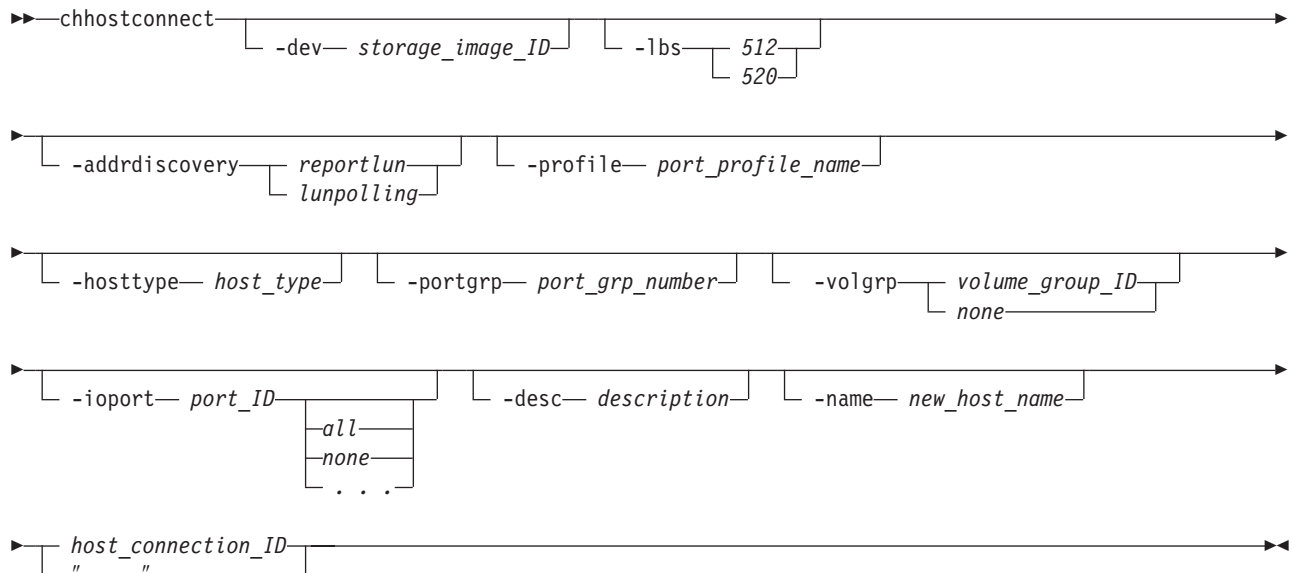 chhostconnect
-dev storage_image_ID -lbs 512
520
-addrdiscovery reportlun -profile port_profile_name
lunpolling
-hosttype host_type -portgrp port_grp_number -volgrp volume_group_ID
none
-ioport port_ID -desc description -name new_host_name
all
none
. . .
host_connection_ID
" "